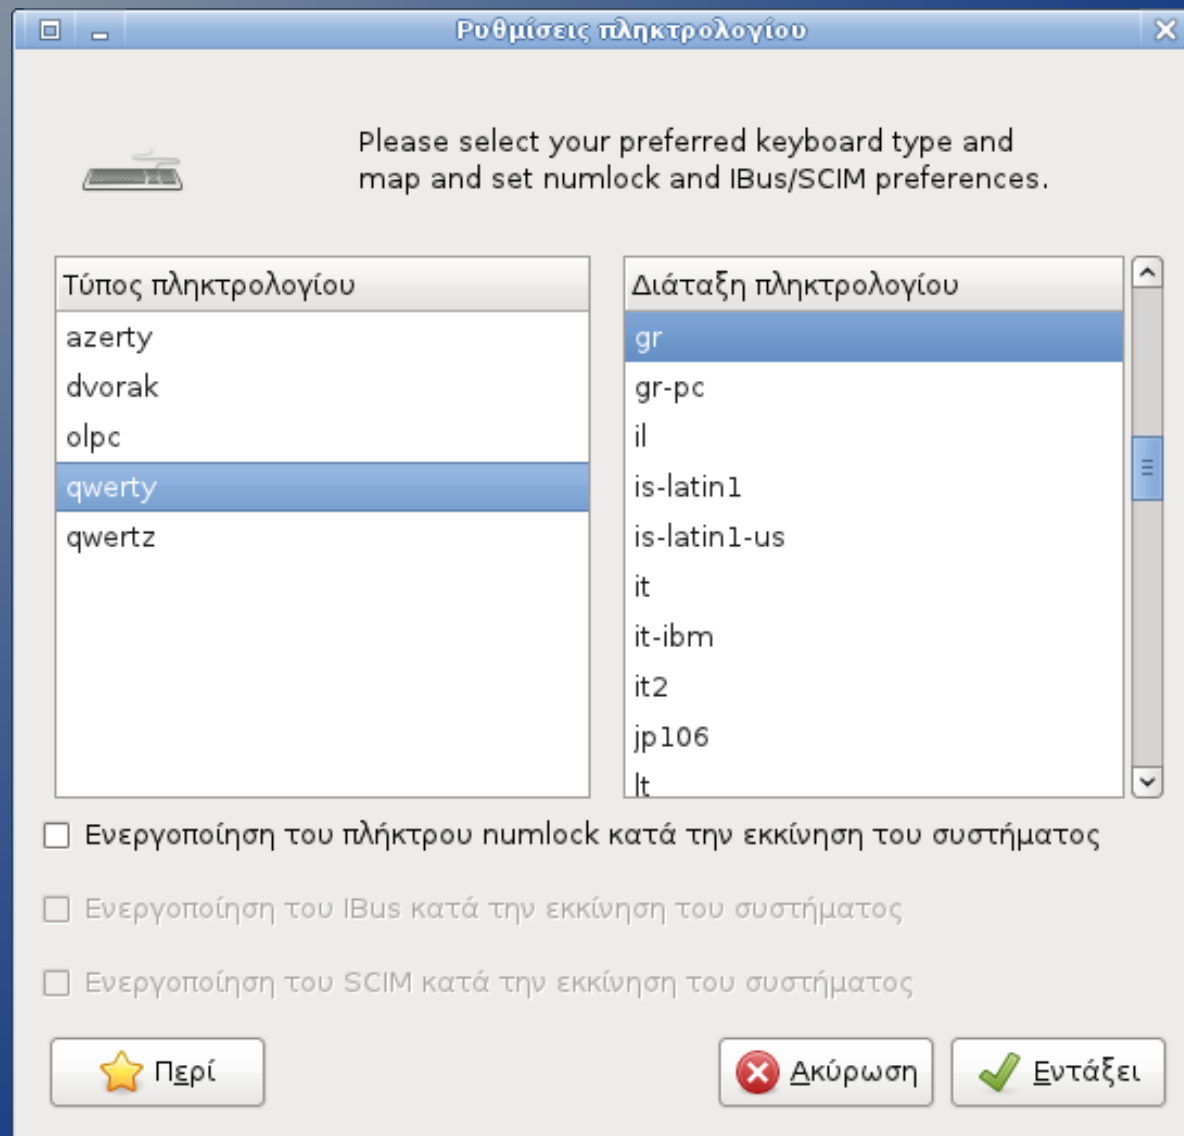 Ρυθμίσεις πληκτρολογίου
Please select your preferred keyboard type and
map and set numlock and IBus/SCIM preferences.
Τύπος πληκτρολογίου
azerty
dvorak
olpc
qwerty
qwertz
Διάταξη πληκτρολογίου
gr
gr-pc
il
is-latin1
is-latin1-us
it
it-ibm
it2
jp106
lt
Ενεργοποίηση του πλήκτρου numlock κατά την εκκίνηση του συστήματος
Ενεργοποίηση του IBus κατά την εκκίνηση του συστήματος
Ενεργοποίηση του SCIM κατά την εκκίνηση του συστήματος
Περί
Ακύρωση
Εντάξει